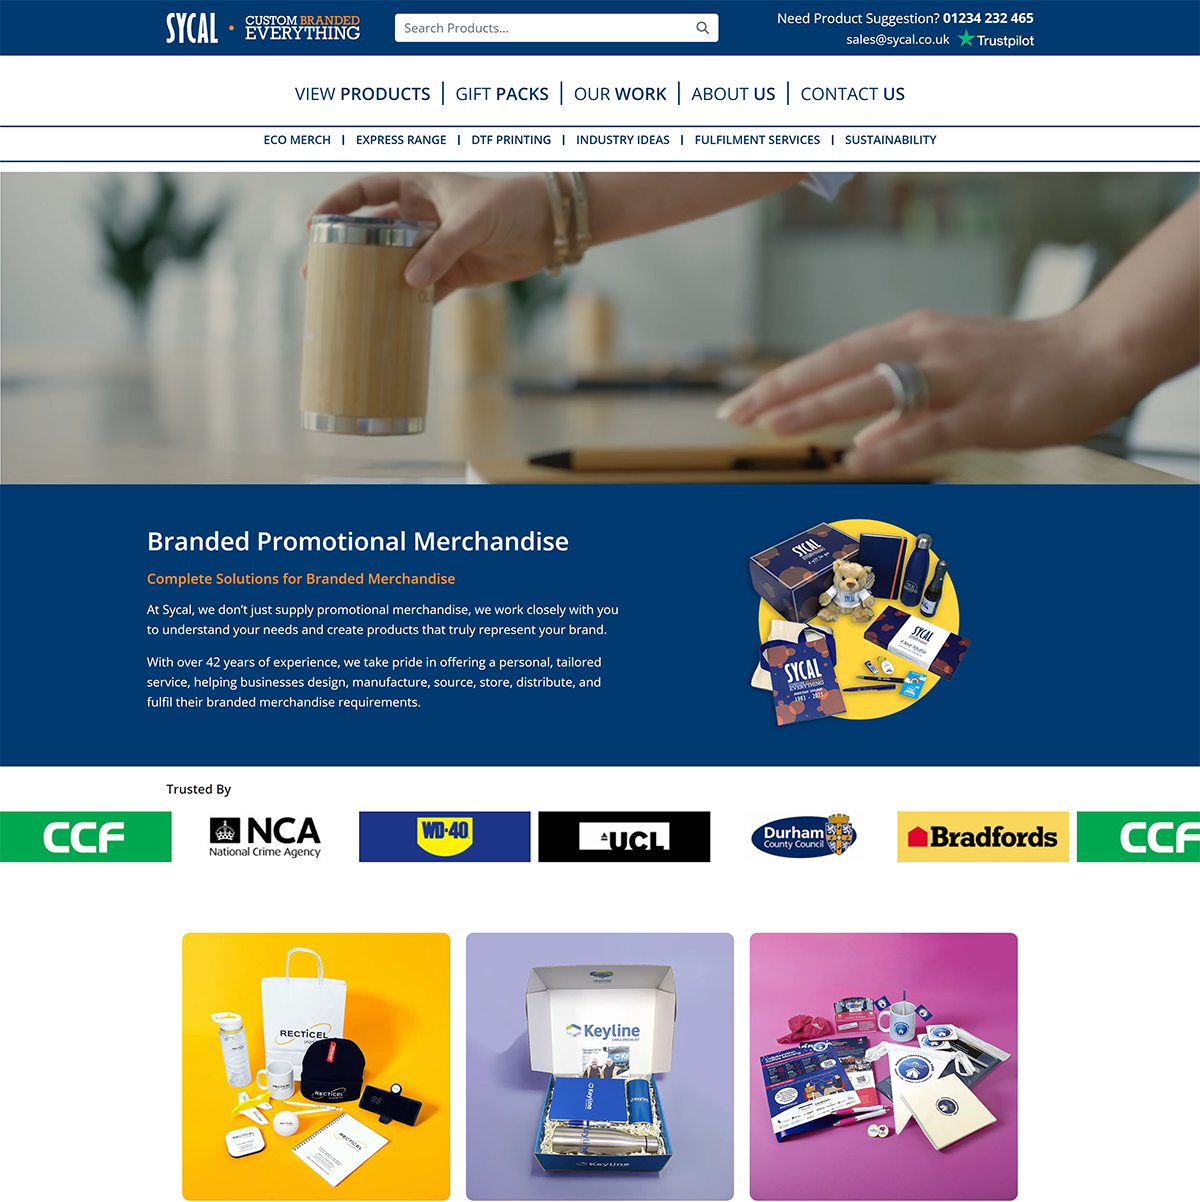 SYCAL • CUSTOM BRANDED EVERYTHING
Search Products...
Need Product Suggestion? 01234 232 465
sales@sycal.co.uk Trustpilot
VIEW PRODUCTS | GIFT PACKS | OUR WORK | ABOUT US | CONTACT US
ECO MERCH | EXPRESS RANGE | DTF PRINTING | INDUSTRY IDEAS | FULFILMENT SERVICES | SUSTAINABILITY
Branded Promotional Merchandise
Complete Solutions for Branded Merchandise
At Sycal, we don't just supply promotional merchandise, we work closely with you
to understand your needs and create products that truly represent your brand.
With over 42 years of experience, we take pride in offering a personal, tailored
service, helping businesses design, manufacture, source, store, distribute, and
fulfil their branded merchandise requirements.
SYCAL
SYCAL
SYCAL
EVERYTHING
1983 - 2023
Trusted By
CCF
NCA
National Crime Agency
WD-40
UCL
Durham
County Council
Bradfords
CCF
RECTICEL
RECTICEL
RECTICEL
RECTICEL
Keyline
CIVILS SPECIALIST
Keyline
Keyline
Keyline
Keyline